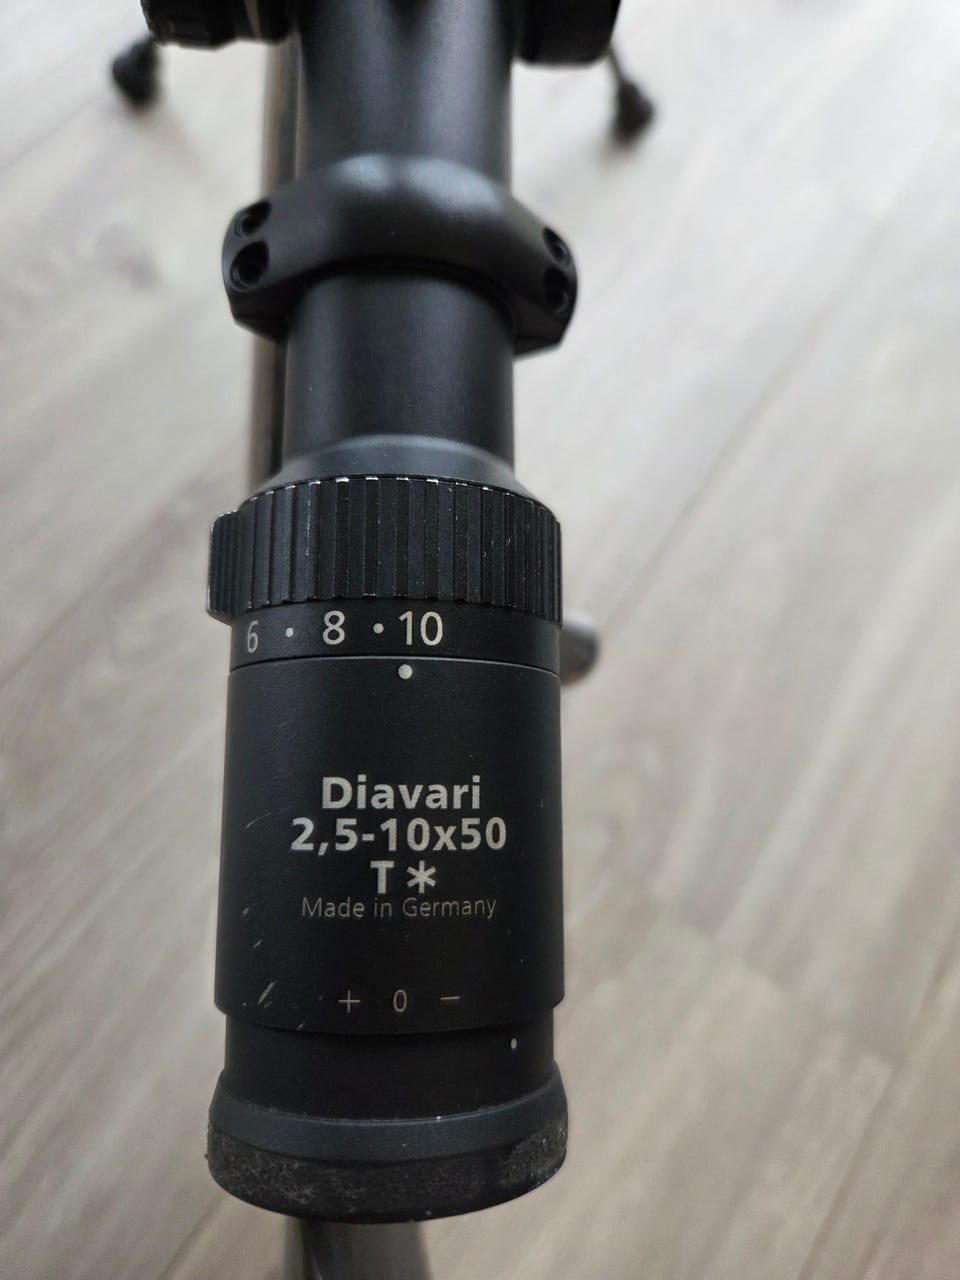 6 • 8 • 10
Diavari
2,5-10x50
T*
Made in Germany
+ 0 -